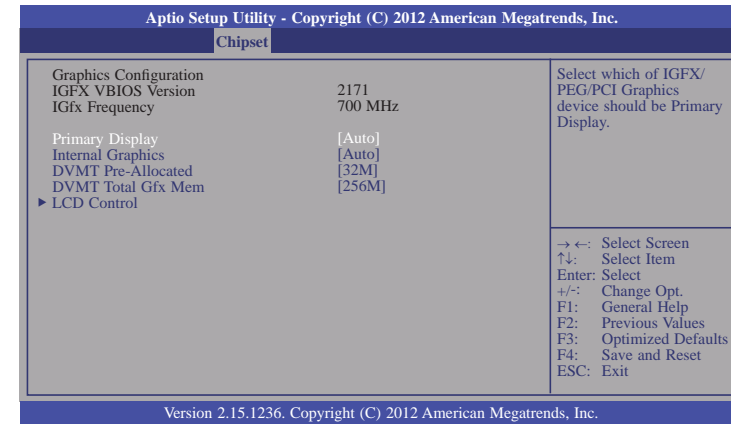 Aptio Setup Utility - Copyright (C) 2012 American Megatrends, Inc.
Chipset
Graphics Configuration
IGFX VBIOS Version 2171
IGfx Frequency 700 MHz
Primary Display [Auto]
Internal Graphics [Auto]
DVMT Pre-Allocated [32M]
DVMT Total Gfx Mem [256M]
▶ LCD Control
Select which of IGFX/
PEG/PCI Graphics
device should be Primary
Display.
→ ←: Select Screen
↑↓: Select Item
Enter: Select
+/-: Change Opt.
F1: General Help
F2: Previous Values
F3: Optimized Defaults
F4: Save and Reset
ESC: Exit
Version 2.15.1236. Copyright (C) 2012 American Megatrends, Inc.